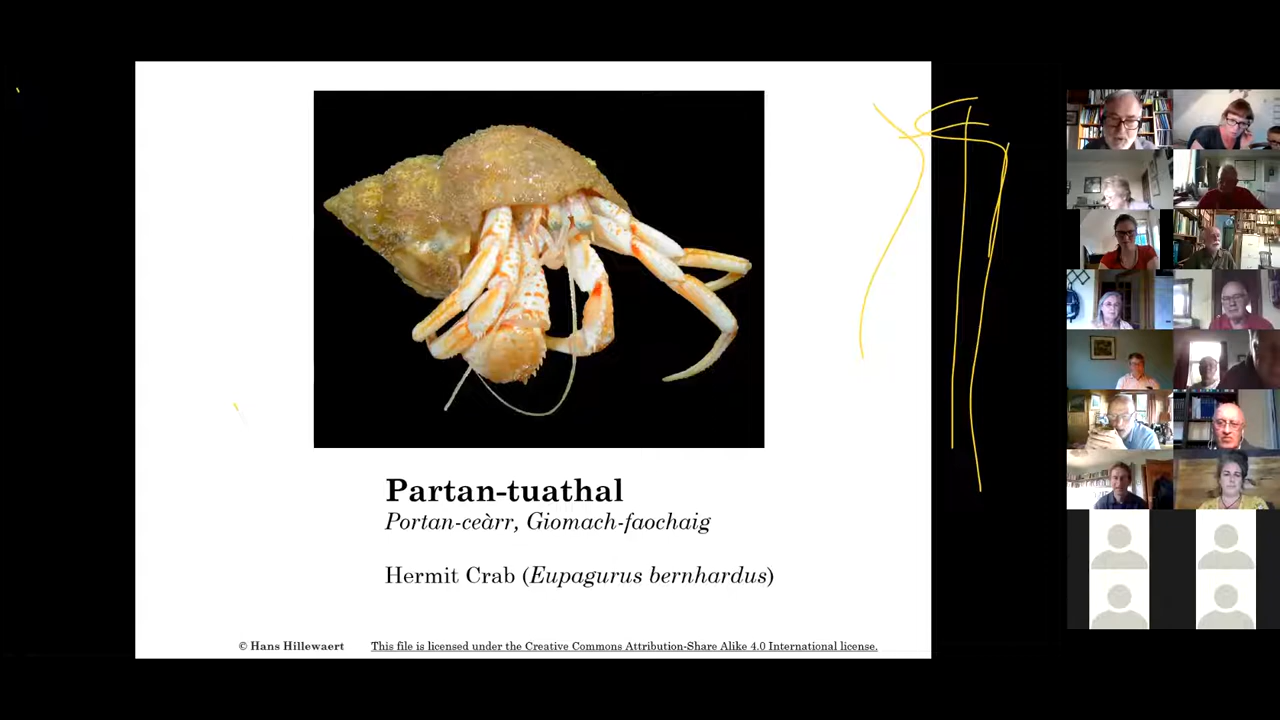 Partan-tuathal
Portan-ceàrr, Giomach-faochaig
Hermit Crab (Eupagurus bernhardus)
© Hans Hillewaert This file is licensed under the Creative Commons Attribution-Share Alike 4.0 International license.